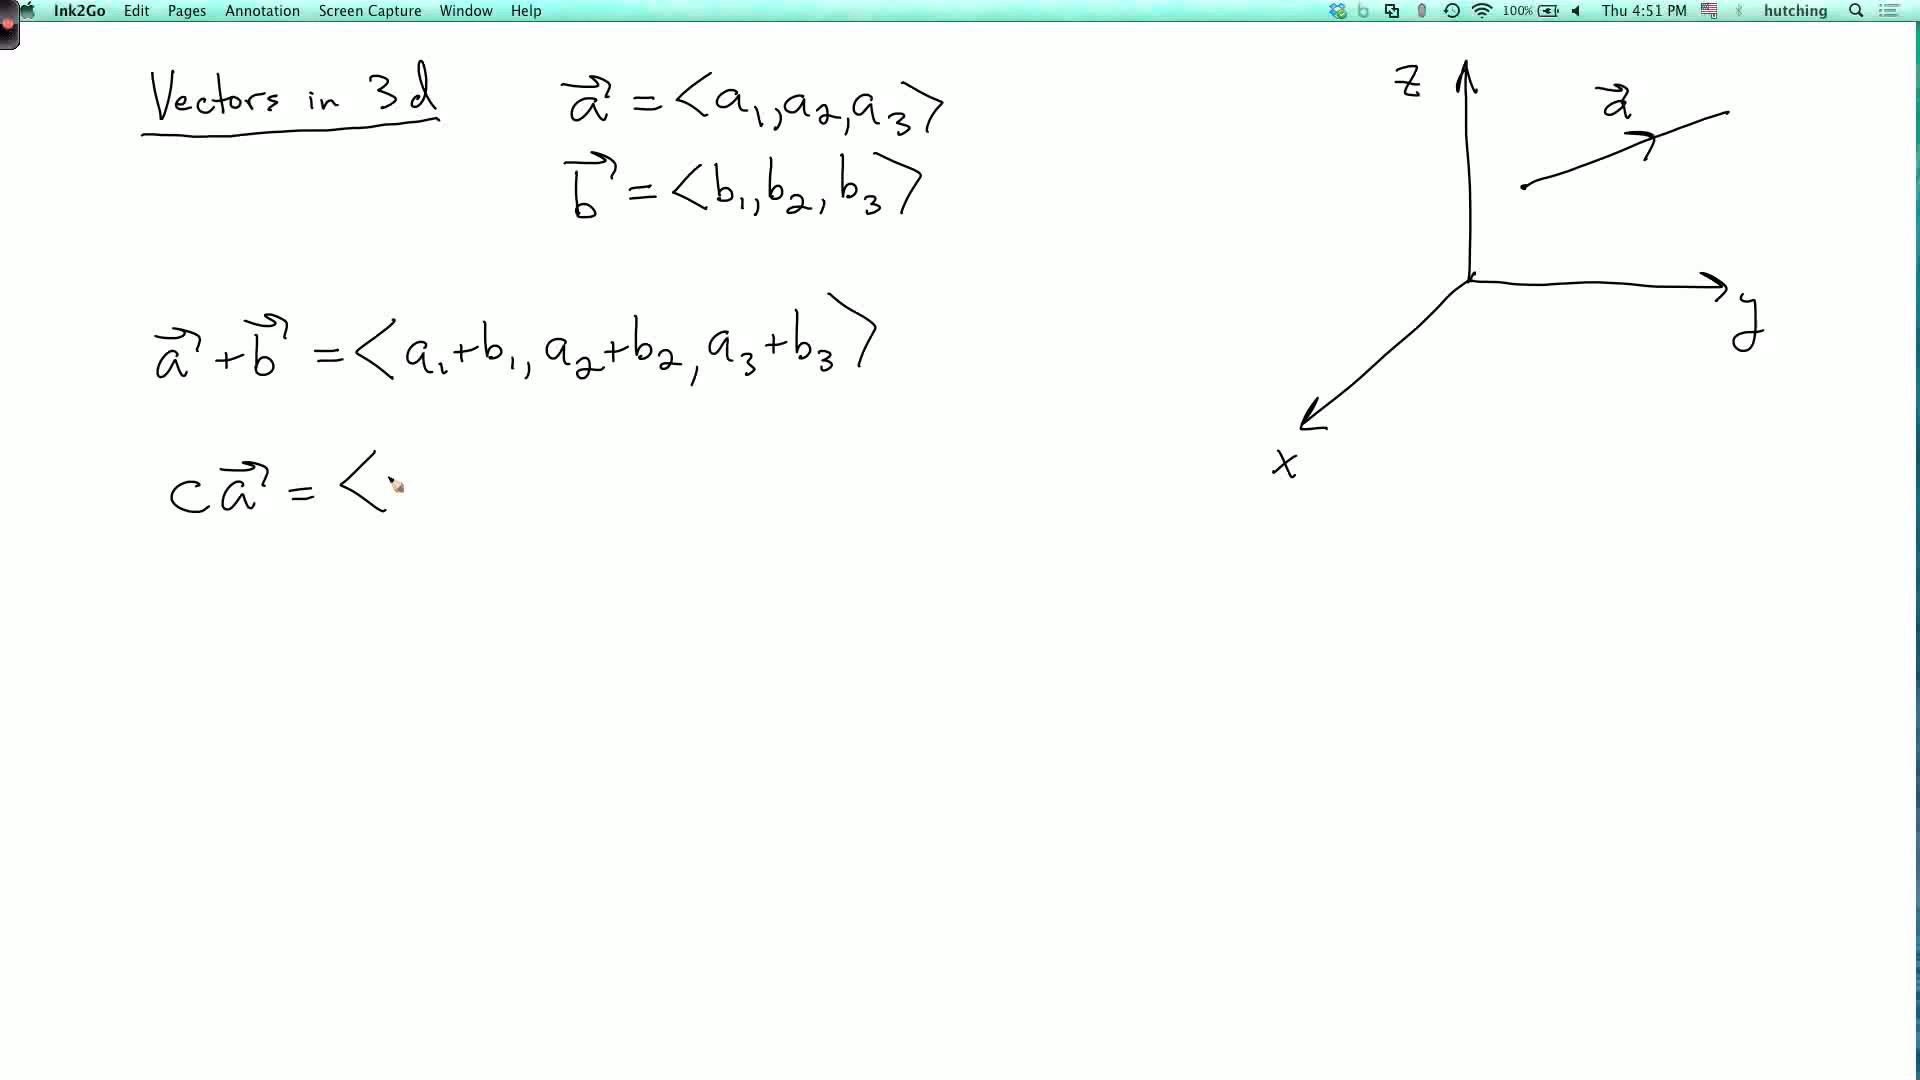 Ink2Go Edit Pages Annotation Screen Capture Window Help 100% Thu 4:51 PM hutching
Vectors in 3d
a⃗ = <a₁, a₂, a₃>
b⃗ = <b₁, b₂, b₃>
a⃗ + b⃗ = <a₁+b₁, a₂+b₂, a₃+b₃>
c a⃗ = <
z
a⃗
y
x